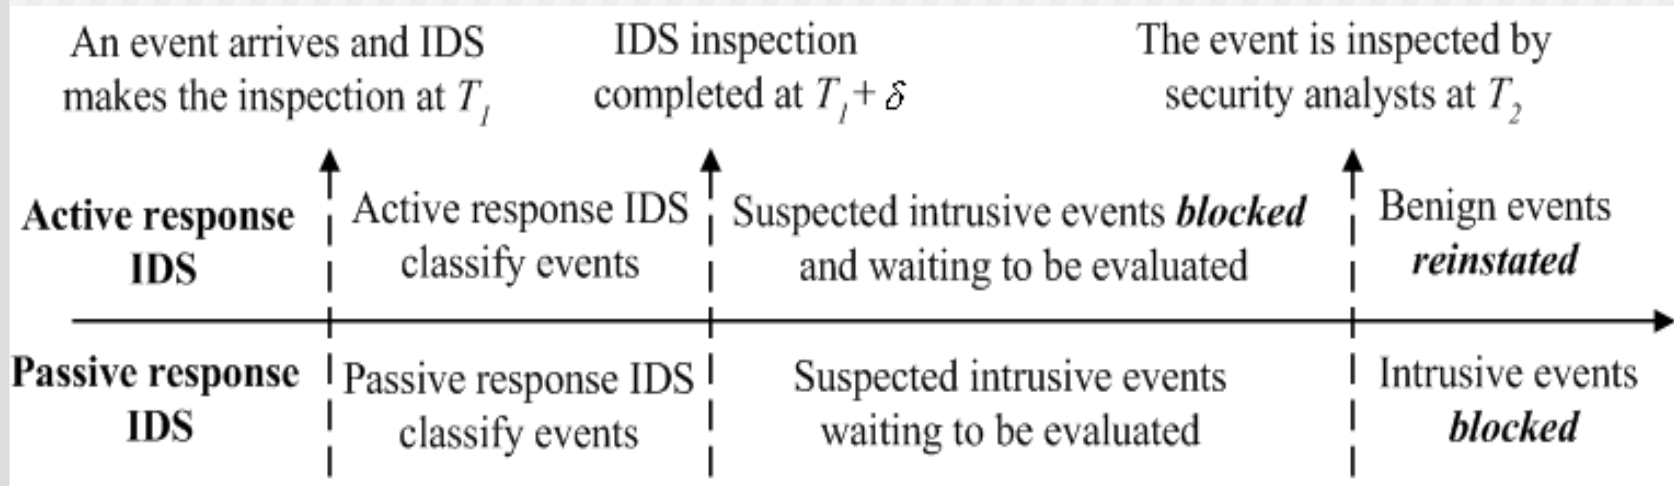 An event arrives and IDS
makes the inspection at T₁
IDS inspection
completed at T₁+ δ
The event is inspected by
security analysts at T₂
Active response
IDS
Active response IDS
classify events
Suspected intrusive events blocked
and waiting to be evaluated
Benign events
reinstated
Passive response
IDS
Passive response IDS
classify events
Suspected intrusive events
waiting to be evaluated
Intrusive events
blocked